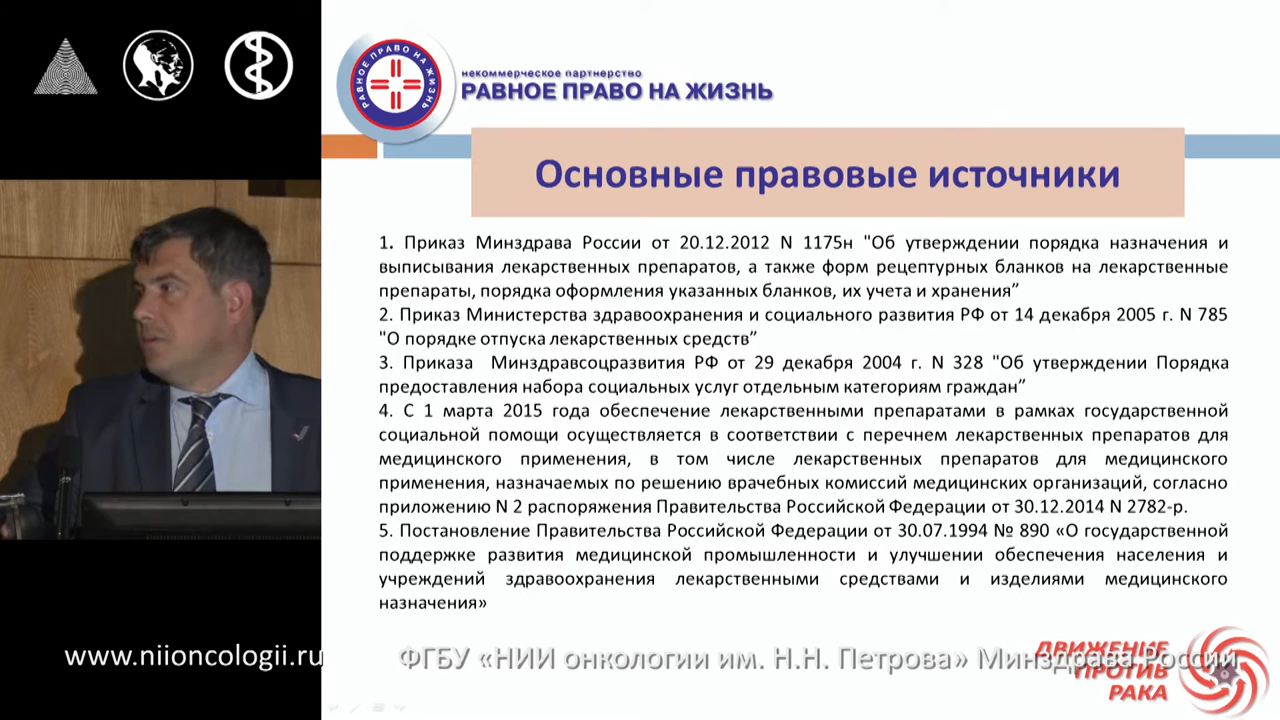 РАВНОЕ ПРАВО НА ЖИЗНЬ
некоммерческое партнерство
РАВНОЕ ПРАВО НА ЖИЗНЬ
Основные правовые источники
1. Приказ Минздрава России от 20.12.2012 N 1175н "Об утверждении порядка назначения и
выписывания лекарственных препаратов, а также форм рецептурных бланков на лекарственные
препараты, порядка оформления указанных бланков, их учета и хранения”
2. Приказ Министерства здравоохранения и социального развития РФ от 14 декабря 2005 г. N 785
"О порядке отпуска лекарственных средств”
3. Приказа Минздравсоцразвития РФ от 29 декабря 2004 г. N 328 "Об утверждении Порядка
предоставления набора социальных услуг отдельным категориям граждан”
4. С 1 марта 2015 года обеспечение лекарственными препаратами в рамках государственной
социальной помощи осуществляется в соответствии с перечнем лекарственных препаратов для
медицинского применения, в том числе лекарственных препаратов для медицинского
применения, назначаемых по решению врачебных комиссий медицинских организаций, согласно
приложению N 2 распоряжения Правительства Российской Федерации от 30.12.2014 N 2782-р.
5. Постановление Правительства Российской Федерации от 30.07.1994 № 890 «О государственной
поддержке развития медицинской промышленности и улучшении обеспечения населения и
учреждений здравоохранения лекарственными средствами и изделиями медицинского
назначения»
www.niioncologii.ru
ФГБУ «НИИ онкологии им. Н.Н. Петрова» Минздрава России
ДВИЖЕНИЕ
ПРОТИВ
РАКА